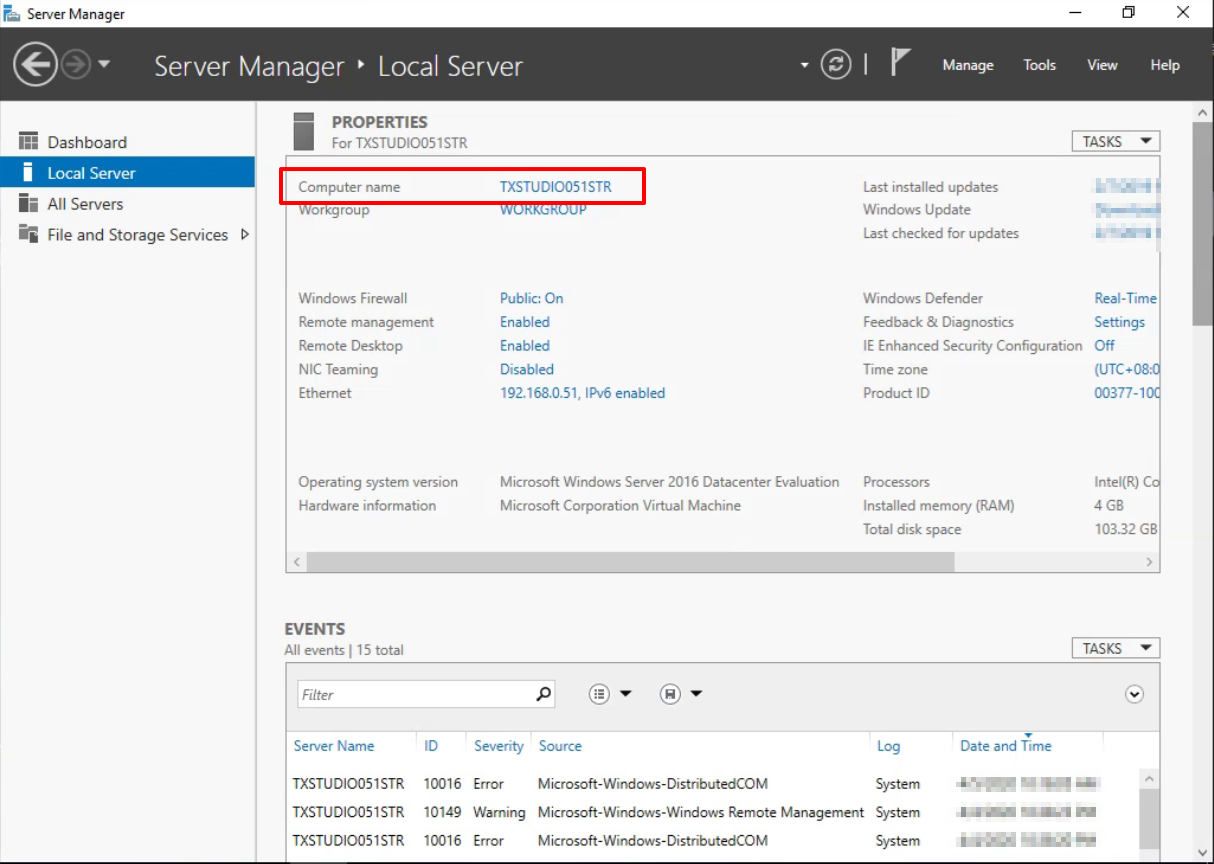 Server Manager
Server Manager • Local Server
Manage Tools View Help
Dashboard
Local Server
All Servers
File and Storage Services
PROPERTIES
For TXSTUDIO051STR
TASKS
Computer name TXSTUDIO051STR Last installed updates
Workgroup WORKGROUP Windows Update
Last checked for updates
Windows Firewall Public: On Windows Defender Real-Time
Remote management Enabled Feedback & Diagnostics Settings
Remote Desktop Enabled IE Enhanced Security Configuration Off
NIC Teaming Disabled Time zone (UTC+08:0
Ethernet 192.168.0.51, IPv6 enabled Product ID 00377-100
Operating system version Microsoft Windows Server 2016 Datacenter Evaluation Processors Intel(R) Co
Hardware information Microsoft Corporation Virtual Machine Installed memory (RAM) 4 GB
Total disk space 103.32 GB
EVENTS
All events | 15 total
TASKS
Filter
Server Name ID Severity Source Log Date and Time
TXSTUDIO051STR 10016 Error Microsoft-Windows-DistributedCOM System
TXSTUDIO051STR 10149 Warning Microsoft-Windows-Windows Remote Management System
TXSTUDIO051STR 10016 Error Microsoft-Windows-DistributedCOM System